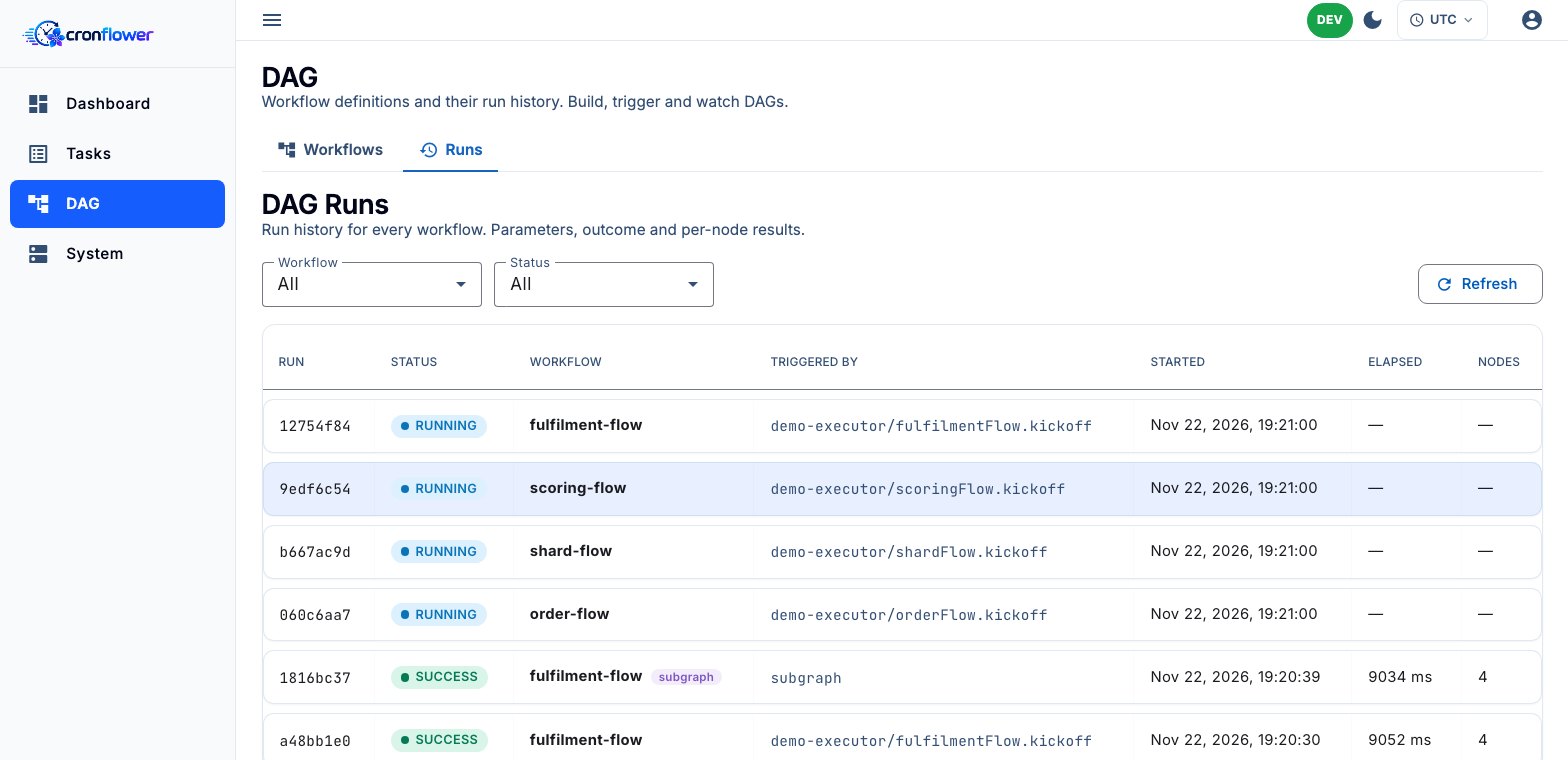 cronflower
DEV
UTC
Dashboard
Tasks
DAG
System
DAG
Workflow definitions and their run history. Build, trigger and watch DAGs.
Workflows
Runs
DAG Runs
Run history for every workflow. Parameters, outcome and per-node results.
Workflow
All
Status
All
Refresh
RUN STATUS WORKFLOW TRIGGERED BY STARTED ELAPSED NODES
12754f84 RUNNING fulfilment-flow demo-executor/fulfilmentFlow.kickoff Nov 22, 2026, 19:21:00 — —
9edf6c54 RUNNING scoring-flow demo-executor/scoringFlow.kickoff Nov 22, 2026, 19:21:00 — —
b667ac9d RUNNING shard-flow demo-executor/shardFlow.kickoff Nov 22, 2026, 19:21:00 — —
060c6aa7 RUNNING order-flow demo-executor/orderFlow.kickoff Nov 22, 2026, 19:21:00 — —
1816bc37 SUCCESS fulfilment-flow subgraph subgraph Nov 22, 2026, 19:20:39 9034 ms 4
a48bb1e0 SUCCESS fulfilment-flow demo-executor/fulfilmentFlow.kickoff Nov 22, 2026, 19:20:30 9052 ms 4